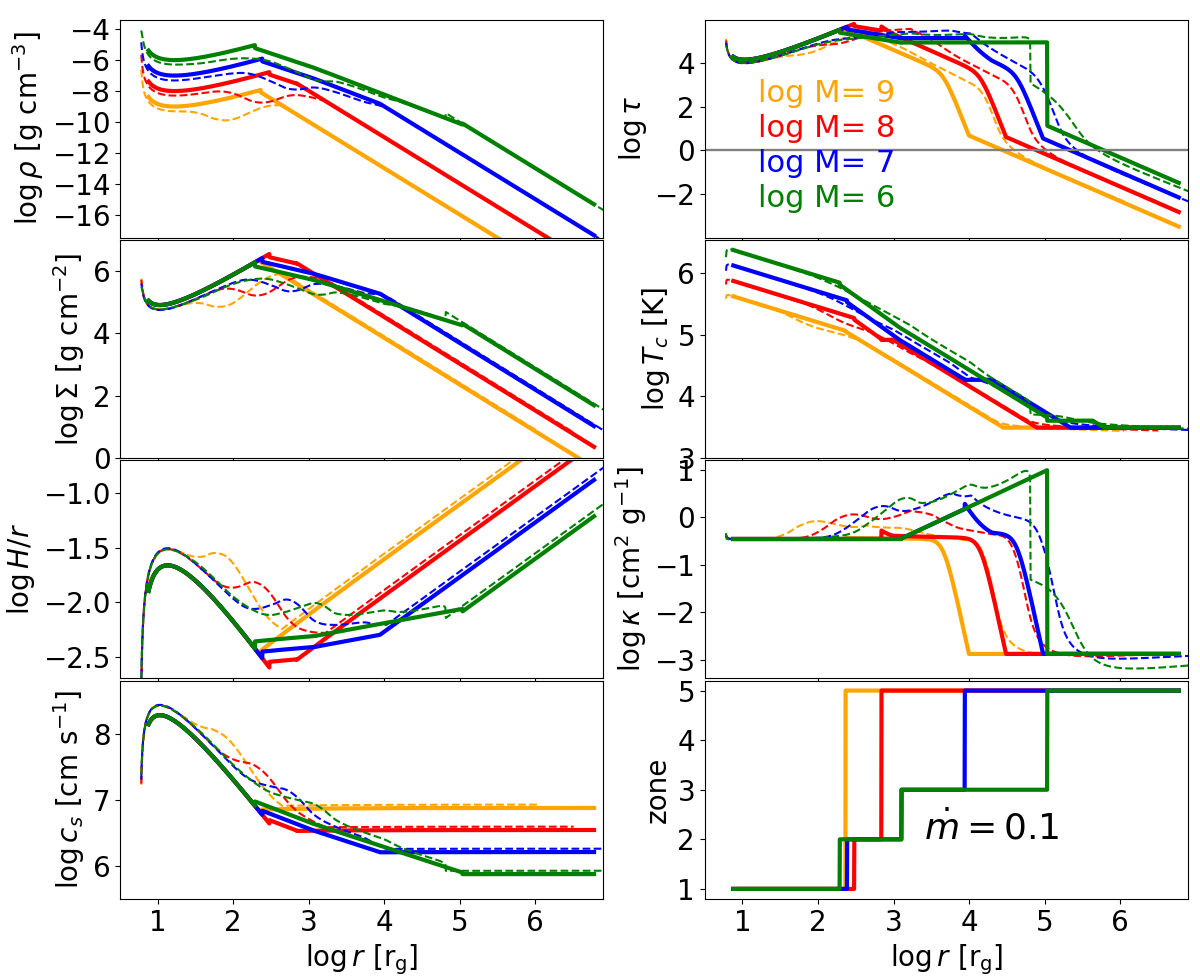 log ρ [g cm⁻³]
−4
−6
−8
−10
−12
−14
−16
log τ
4
2
0
−2
log M= 9
log M= 8
log M= 7
log M= 6
log Σ [g cm⁻²]
6
4
2
0
log T_c [K]
6
5
4
3
log H/r
−1.0
−1.5
−2.0
−2.5
log κ [cm² g⁻¹]
1
0
−1
−2
−3
log c_s [cm s⁻¹]
8
7
6
1 2 3 4 5 6
log r [r_g]
zone
5
4
3
2
1
ṁ = 0.1
1 2 3 4 5 6
log r [r_g]